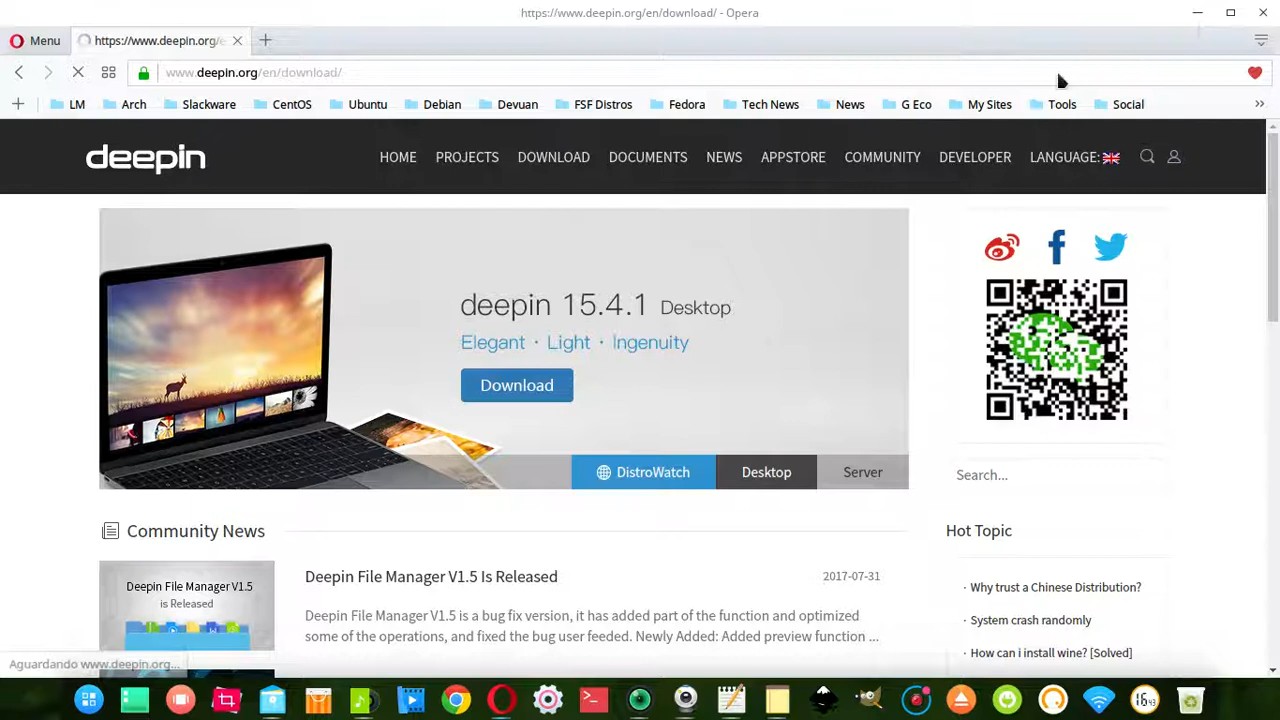 https://www.deepin.org/en/download/ - Opera
Menu
https://www.deepin.org/e
www.deepin.org/en/download/
LM Arch Slackware CentOS Ubuntu Debian Devuan FSF Distros Fedora Tech News News G Eco My Sites Tools Social
deepin
HOME PROJECTS DOWNLOAD DOCUMENTS NEWS APPSTORE COMMUNITY DEVELOPER LANGUAGE:
deepin 15.4.1 Desktop
Elegant · Light · Ingenuity
Download
DistroWatch Desktop Server
Search...
Community News
Hot Topic
Deepin File Manager V1.5
is Released
Deepin File Manager V1.5 Is Released
2017-07-31
Deepin File Manager V1.5 is a bug fix version, it has added part of the function and optimized
some of the operations, and fixed the bug user feeded. Newly Added: Added preview function ...
· Why trust a Chinese Distribution?
· System crash randomly
· How can i install wine? [Solved]
Aguardando www.deepin.org...
16 43